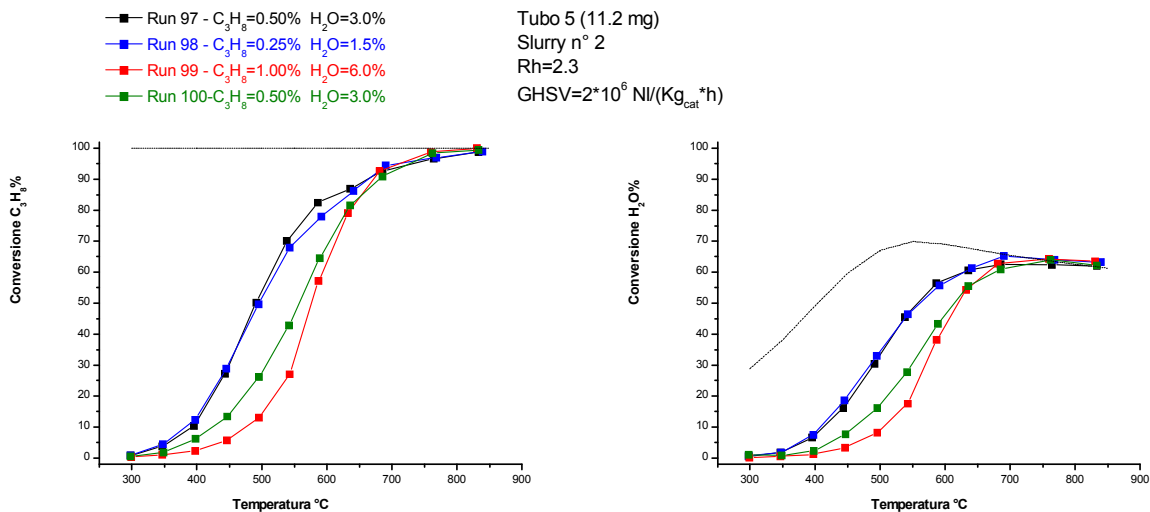 Run 97 - C₃H₈=0.50% H₂O=3.0%
Run 98 - C₃H₈=0.25% H₂O=1.5%
Run 99 - C₃H₈=1.00% H₂O=6.0%
Run 100-C₃H₈=0.50% H₂O=3.0%
Tubo 5 (11.2 mg)
Slurry n° 2
Rh=2.3
GHSV=2*10⁶ Nl/(Kg_cat*h)
Conversione C₃H₈%
100
90
80
70
60
50
40
30
20
10
0
300 400 500 600 700 800 900
Temperatura °C
Conversione H₂O%
100
90
80
70
60
50
40
30
20
10
0
300 400 500 600 700 800 900
Temperatura °C